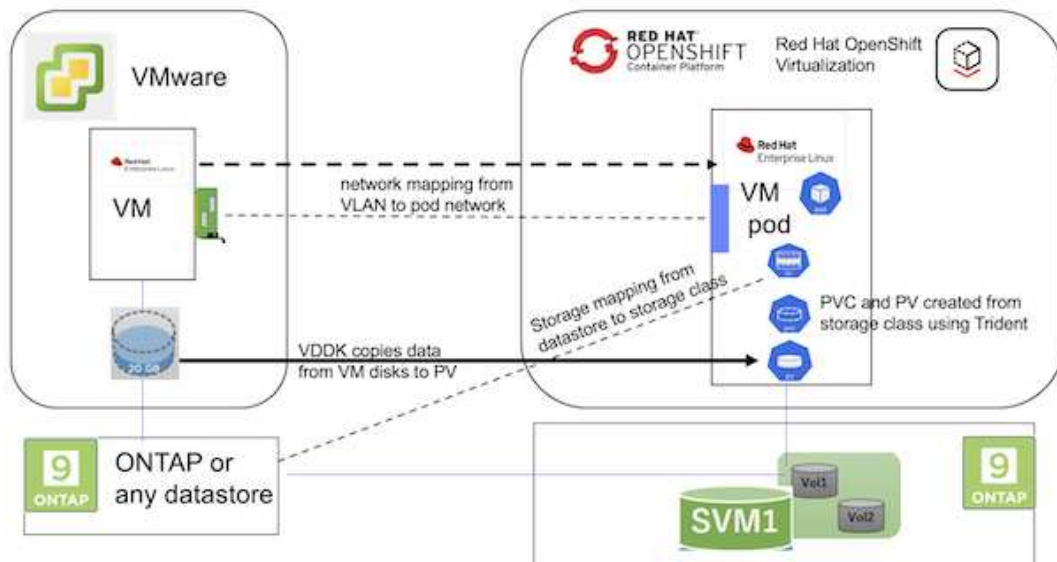 VMware
RED HAT
OPENSHIFT
Container Platform
Red Hat OpenShift
Virtualization
Red Hat
Enterprise Linux
VM
Red Hat
Enterprise Linux
VM
pod
network mapping from
VLAN to pod network
Storage mapping from
datastore to storage class
PVC and PV created from
storage class using Trident
20 GB
VDDK copies data
from VM disks to PV
9
ONTAP
ONTAP or
any datastore
SVM1
Vol1
Vol2
9
ONTAP